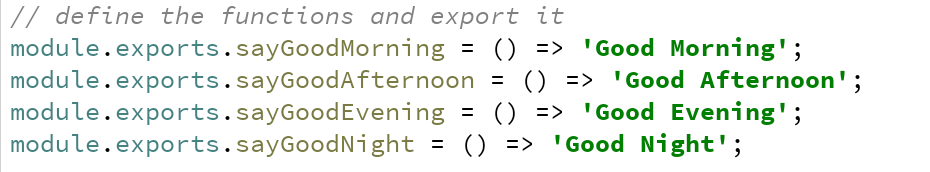 // define the functions and export it
module.exports.sayGoodMorning = () => 'Good Morning';
module.exports.sayGoodAfternoon = () => 'Good Afternoon';
module.exports.sayGoodEvening = () => 'Good Evening';
module.exports.sayGoodNight = () => 'Good Night';